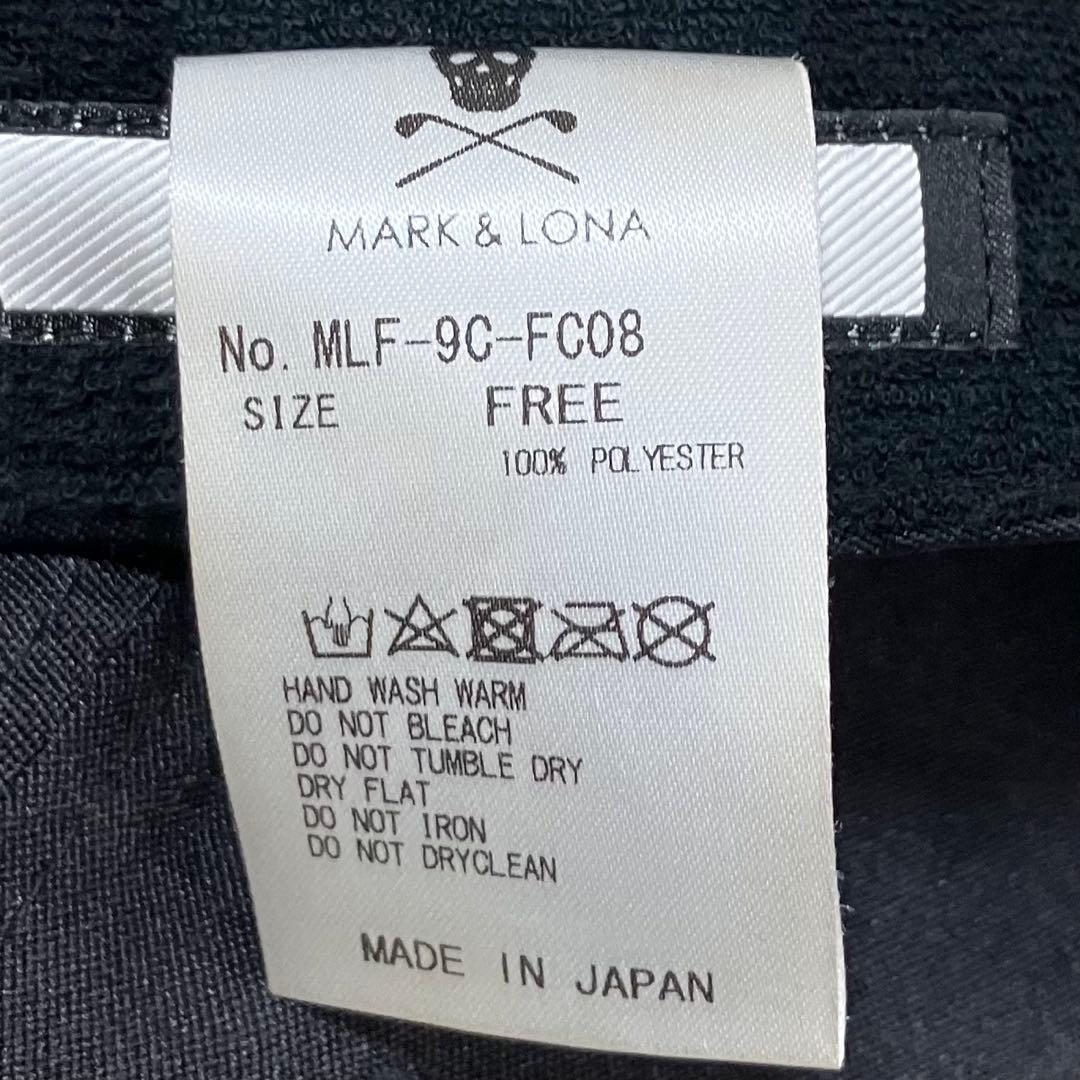 MARK & LONA
No. MLF-9C-FC08
SIZE FREE
100% POLYESTER
HAND WASH WARM
DO NOT BLEACH
DO NOT TUMBLE DRY
DRY FLAT
DO NOT IRON
DO NOT DRYCLEAN
MADE IN JAPAN